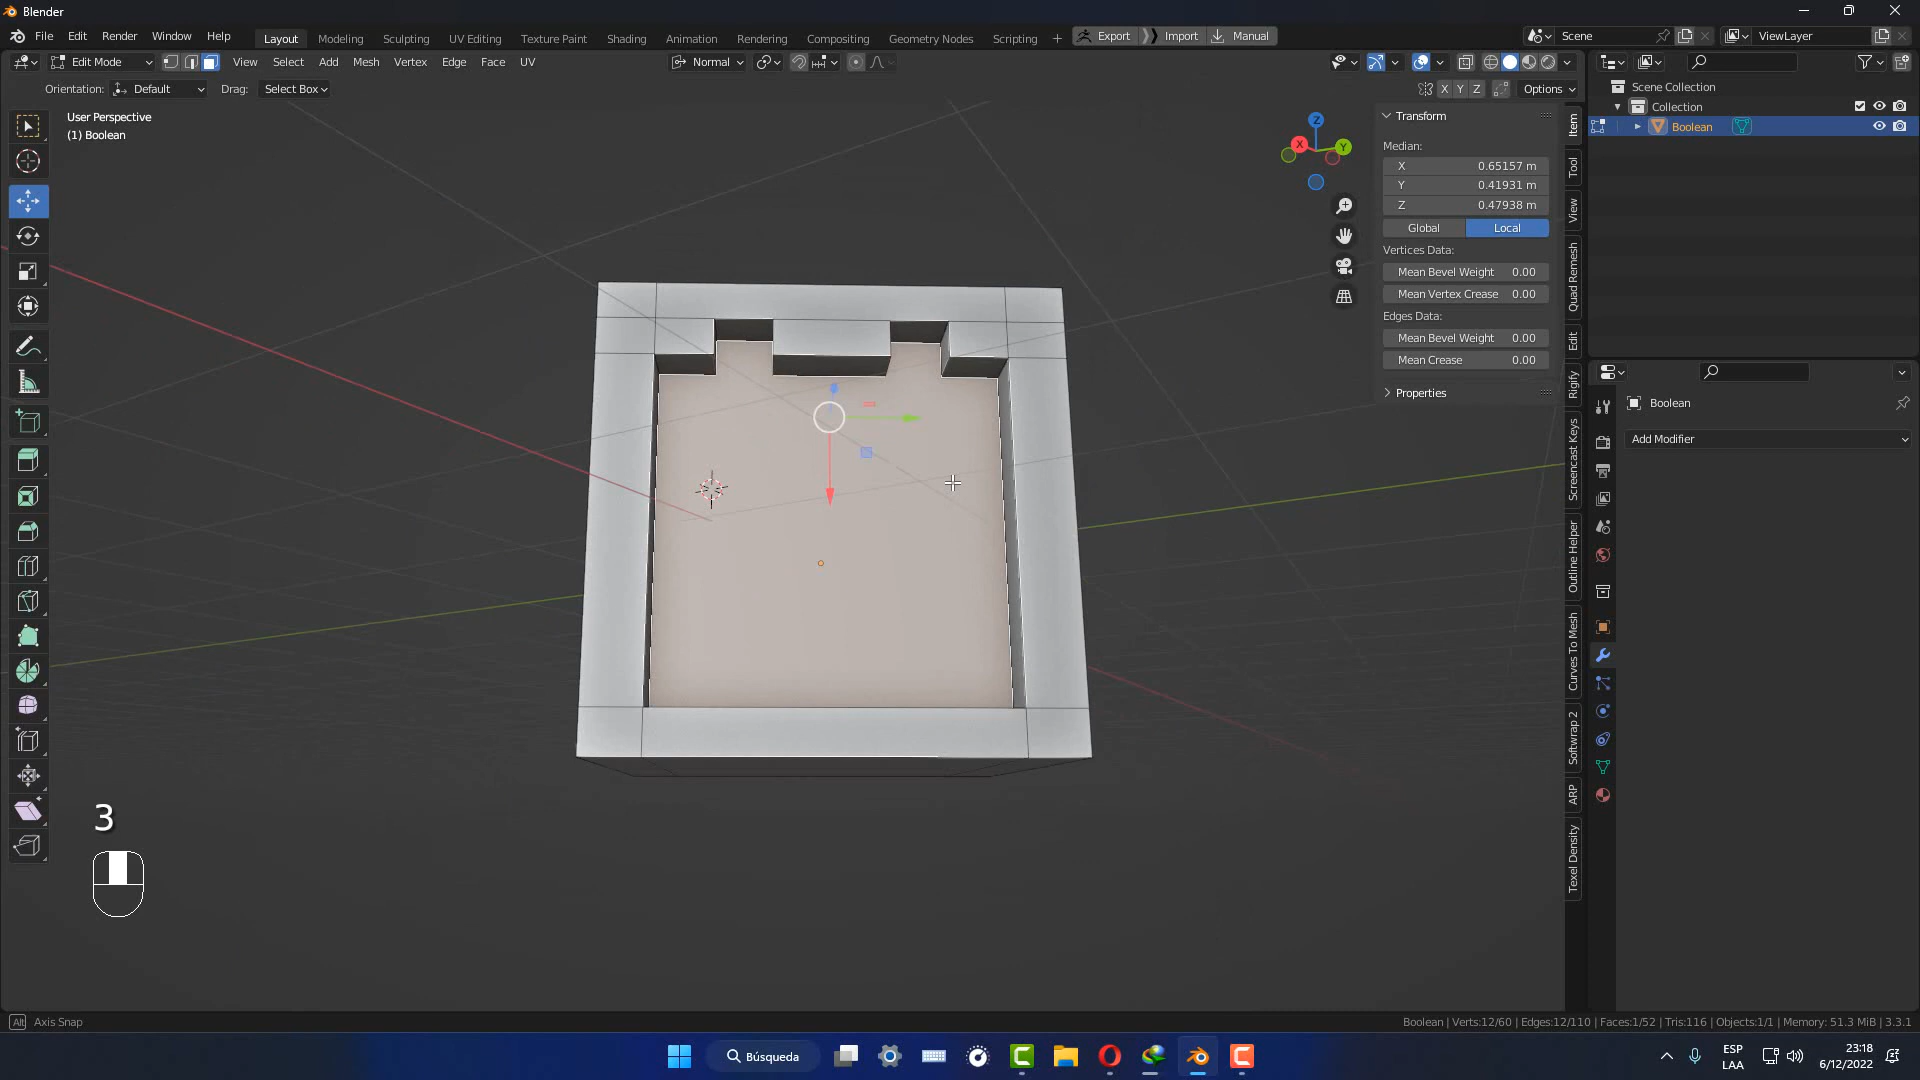 Blender
File Edit Render Window Help Layout Modeling Sculpting UV Editing Texture Paint Shading Animation Rendering Compositing Geometry Nodes Scripting + Export Import Manual Scene ViewLayer
Edit Mode View Select Add Mesh Vertex Edge Face UV Normal
Orientation: Default Drag: Select Box X Y Z Options
User Perspective
(1) Boolean
Z
X
Y
Transform
Median:
X 0.65157 m
Y 0.41931 m
Z 0.47938 m
Global Local
Vertices Data:
Mean Bevel Weight 0.00
Mean Vertex Crease 0.00
Edges Data:
Mean Bevel Weight 0.00
Mean Crease 0.00
Properties
Item
Tool
View
Quad Remesh
Edit
Rigify
Screencast Keys
Outline Helper
Curves To Mesh
Softwrap 2
ARP
Texel Density
Scene Collection
Collection
Boolean
Boolean
Add Modifier
3
Alt Axis Snap
Boolean | Verts:12/60 | Edges:12/110 | Faces:1/52 | Tris:116 | Objects:1/1 | Memory: 51.3 MiB | 3.3.1
Búsqueda
ESP
LAA
23:18
6/12/2022